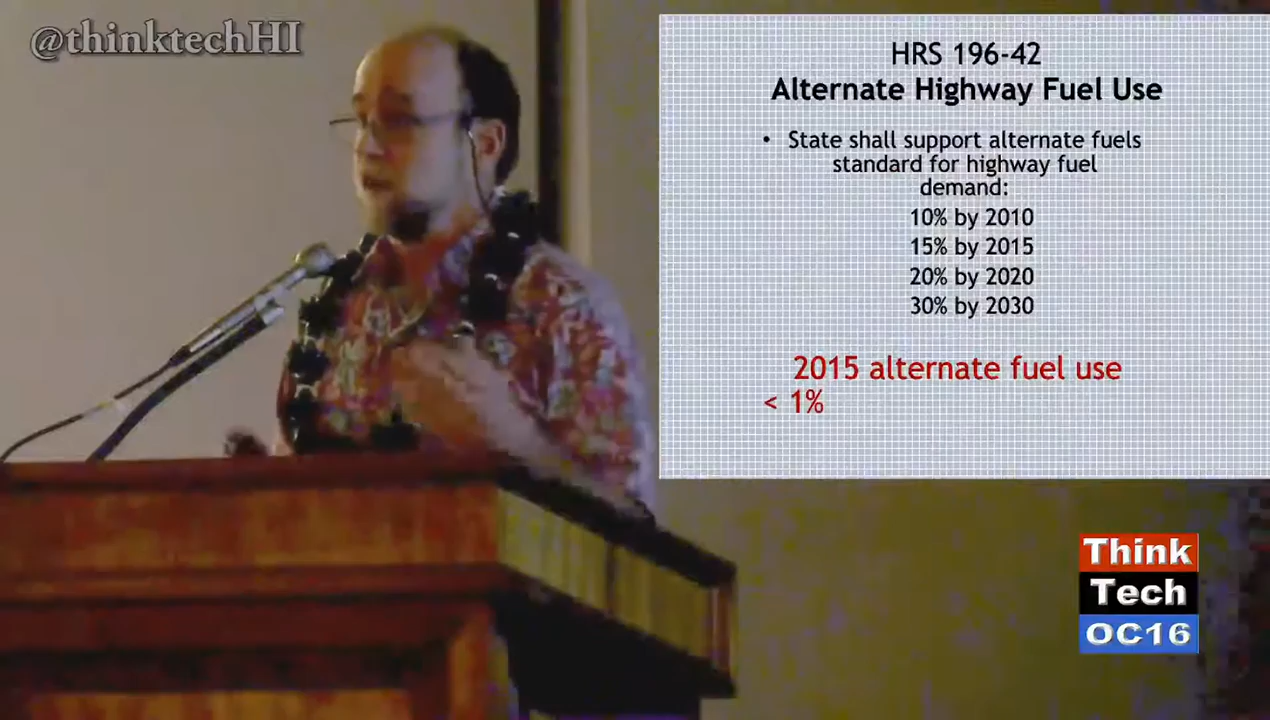 @thinktechHI
HRS 196-42
Alternate Highway Fuel Use
• State shall support alternate fuels
standard for highway fuel
demand:
10% by 2010
15% by 2015
20% by 2020
30% by 2030
2015 alternate fuel use
< 1%
Think
Tech
OC16